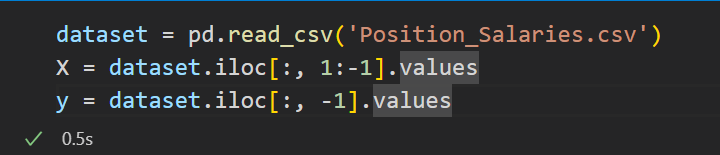 dataset = pd.read_csv('Position_Salaries.csv')
X = dataset.iloc[:, 1:-1].values
y = dataset.iloc[:, -1].values
0.5s